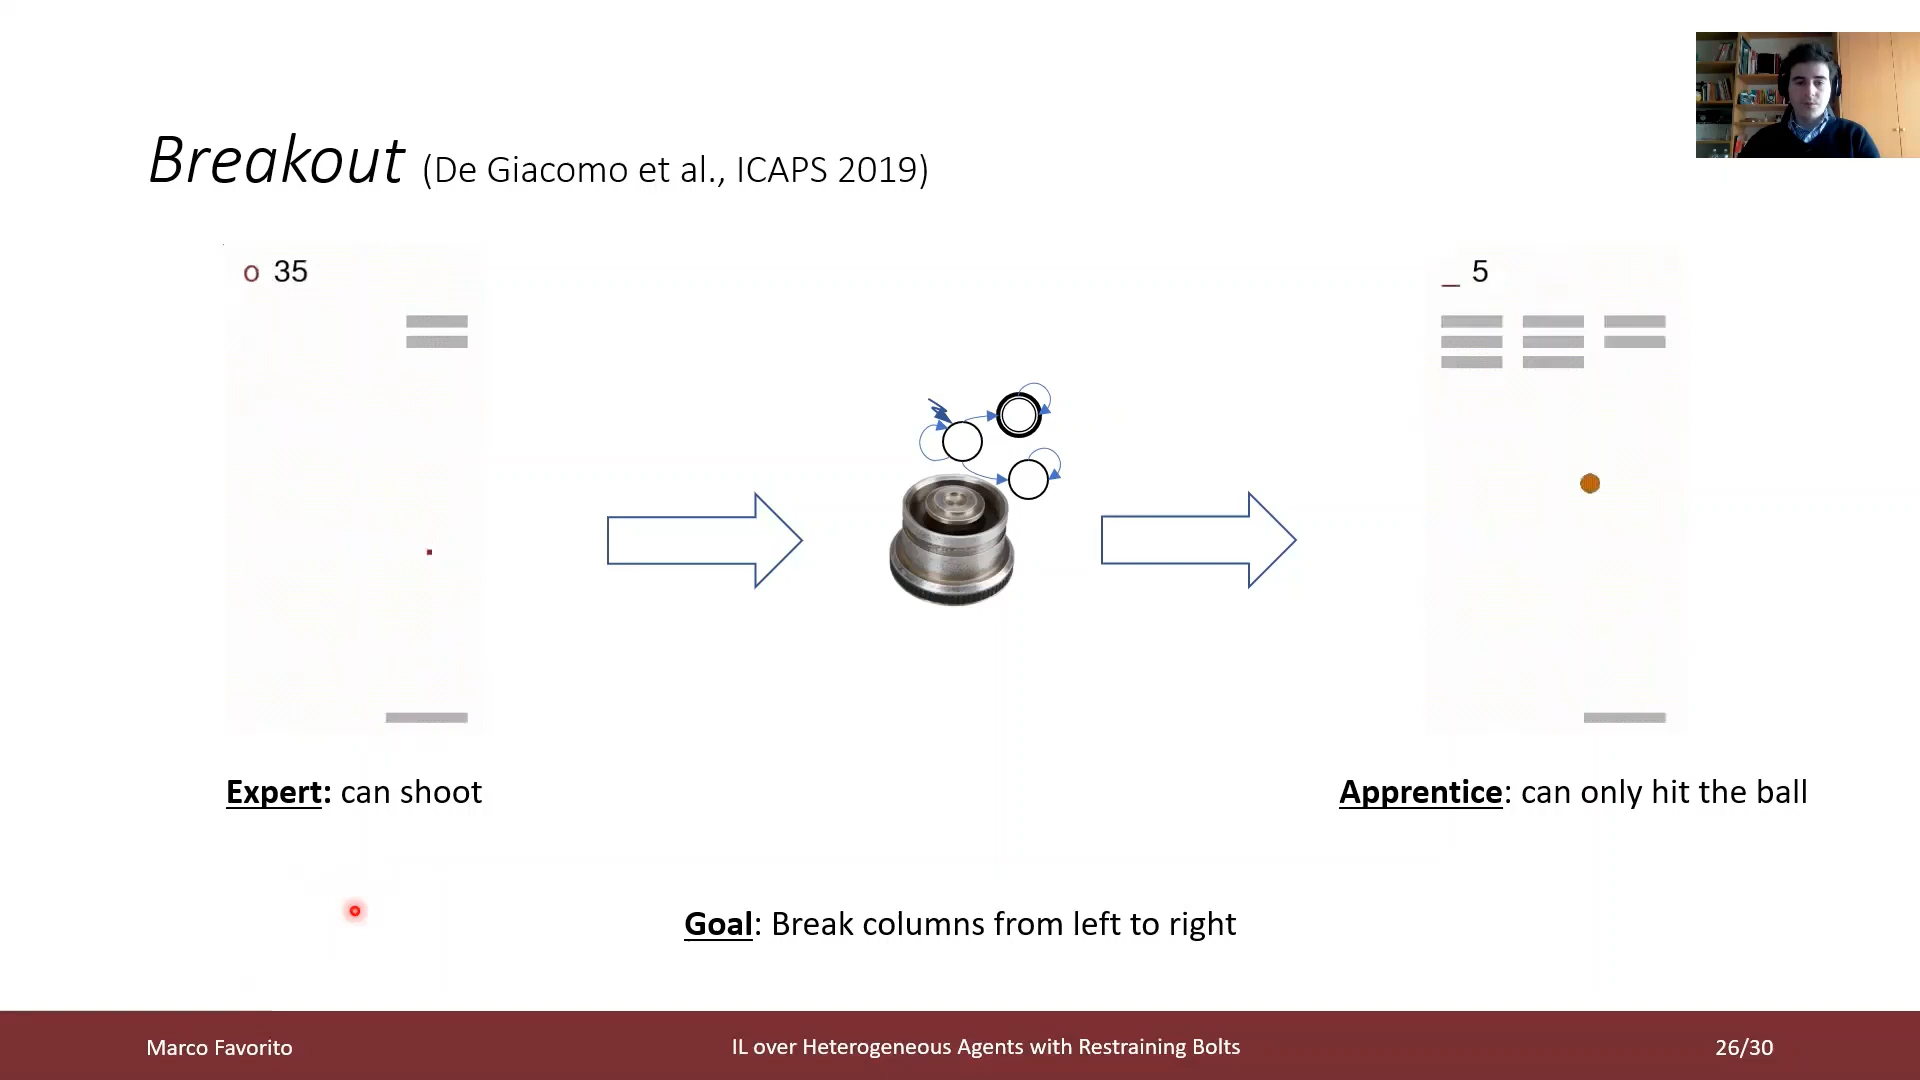 Breakout (De Giacomo et al., ICAPS 2019)
o 35
_ 5
Expert: can shoot
Apprentice: can only hit the ball
Goal: Break columns from left to right
Marco Favorito
IL over Heterogeneous Agents with Restraining Bolts
26/30